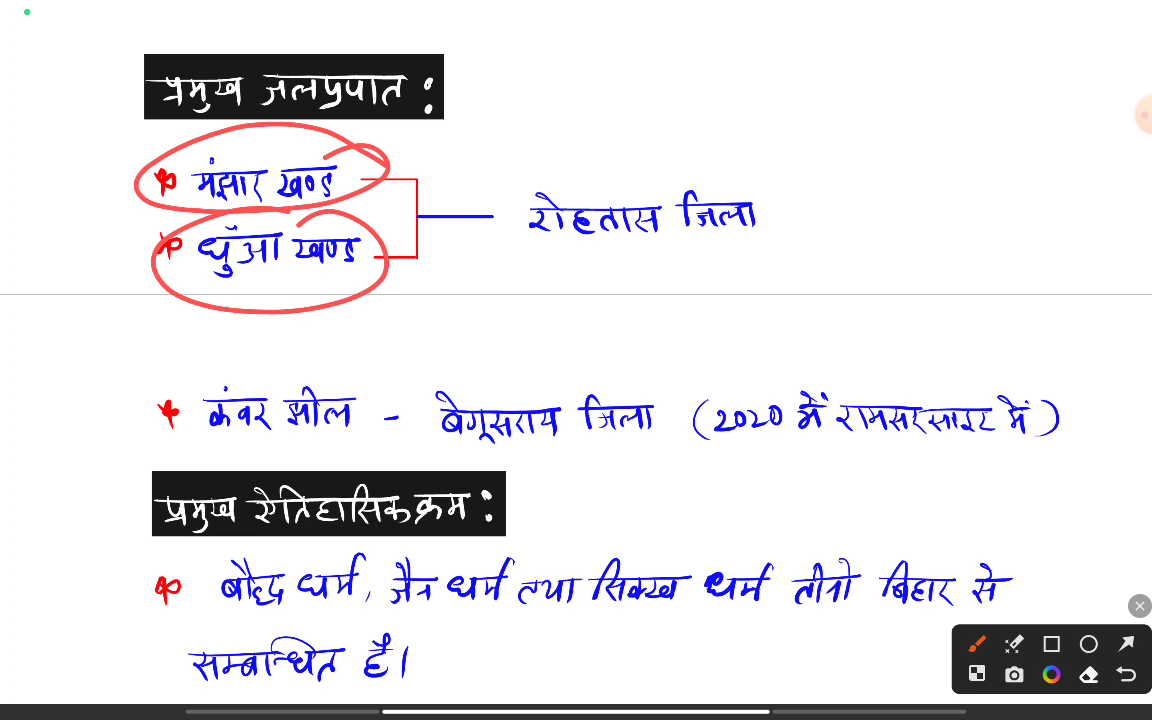 प्रमुख जलप्रपात :
* मंझार खण्ड
रोहतास जिला
* धुँआ खण्ड
* कंवर झील - बेगूसराय जिला (2020 में रामसरसाइट में)
प्रमुख ऐतिहासिक क्रम :
* बौद्ध धर्म, जैन धर्म तथा सिक्ख धर्म तीनो बिहार से
सम्बन्धित है।